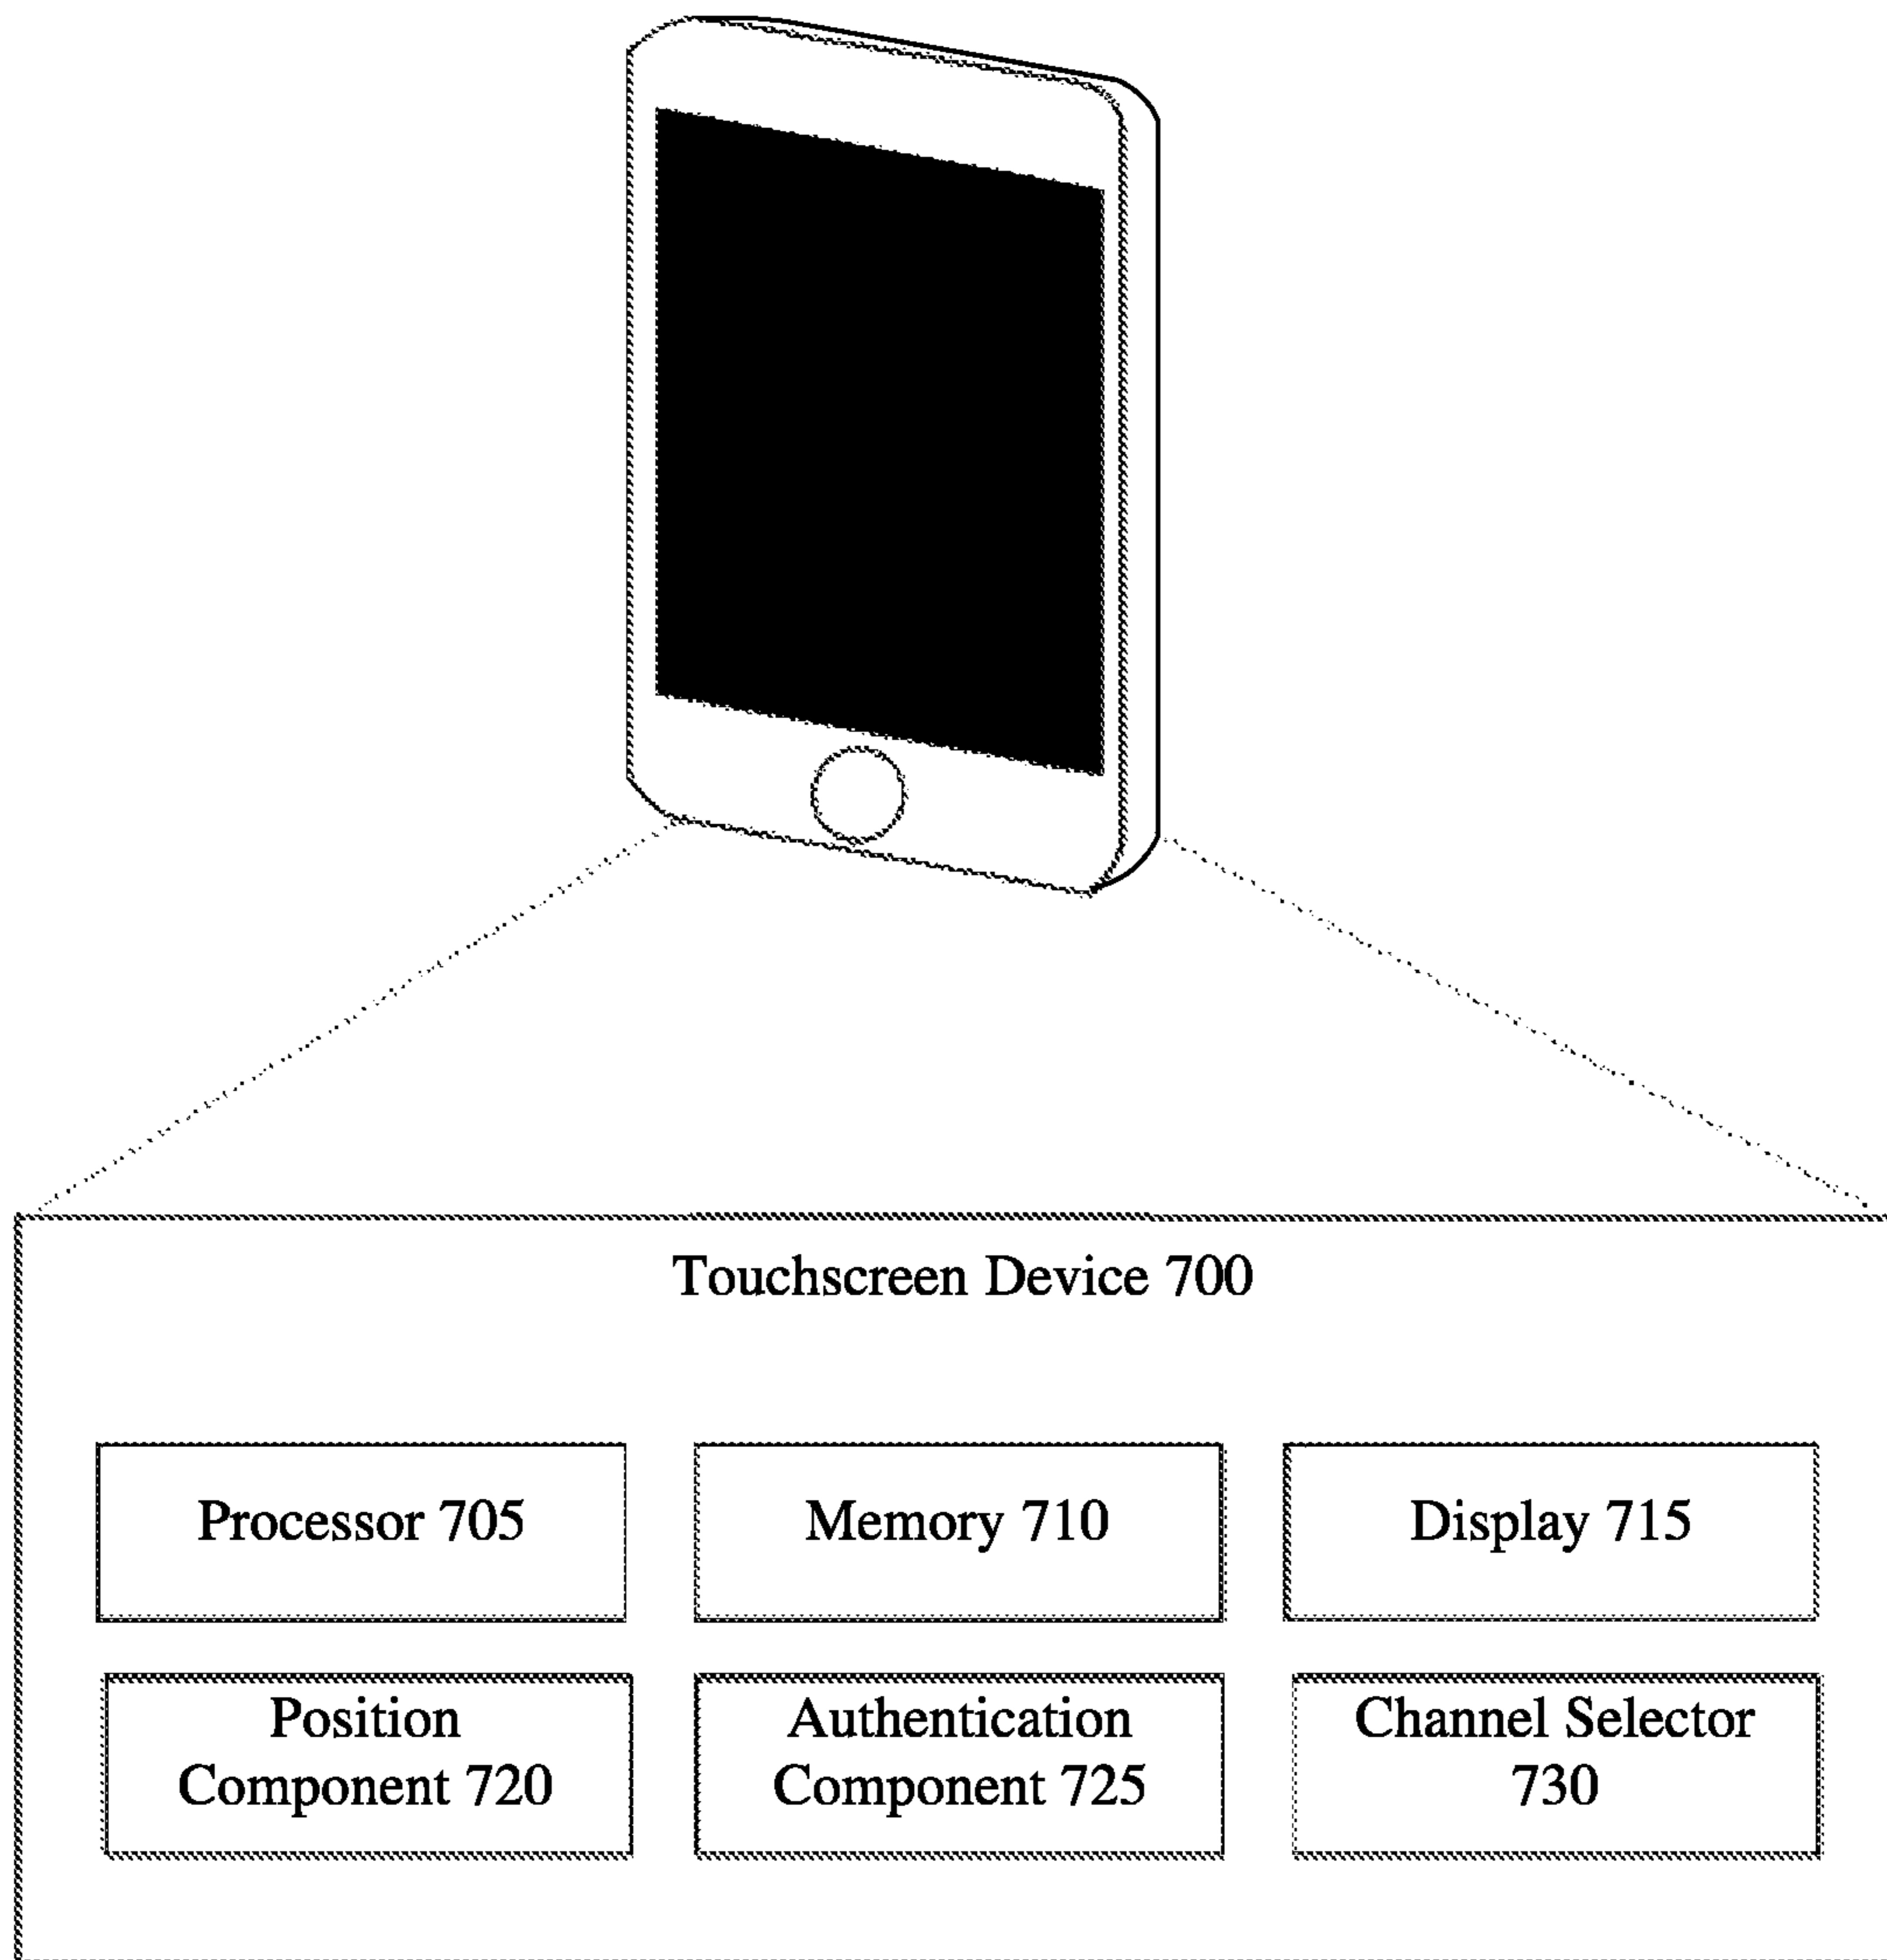 Touchscreen Device 700
Processor 705
Memory 710
Display 715
Position
Component 720
Authentication
Component 725
Channel Selector
730